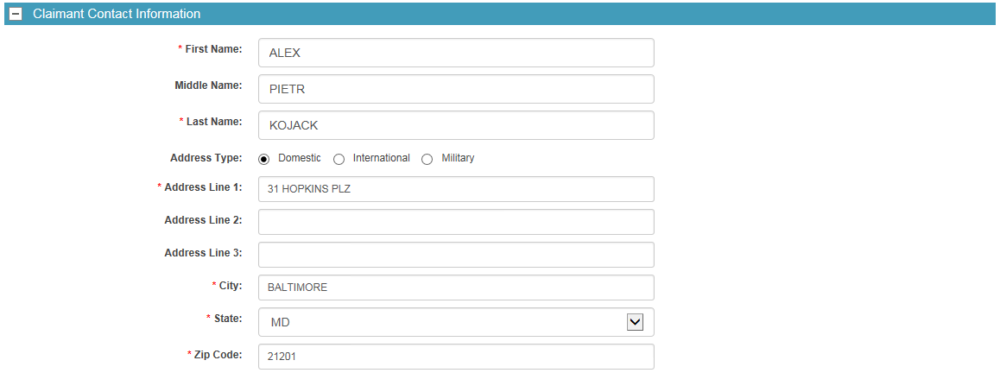 Claimant Contact Information
* First Name: ALEX
Middle Name: PIETR
* Last Name: KOJACK
Address Type: Domestic International Military
* Address Line 1: 31 HOPKINS PLZ
Address Line 2:
Address Line 3:
* City: BALTIMORE
* State: MD
* Zip Code: 21201